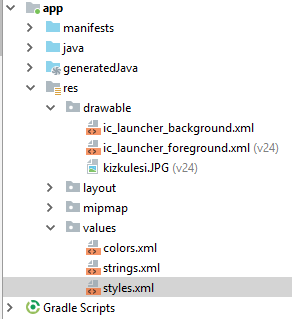 app
manifests
java
generatedJava
res
drawable
ic_launcher_background.xml
ic_launcher_foreground.xml (v24)
kizkulesi.JPG (v24)
layout
mipmap
values
colors.xml
strings.xml
styles.xml
Gradle Scripts